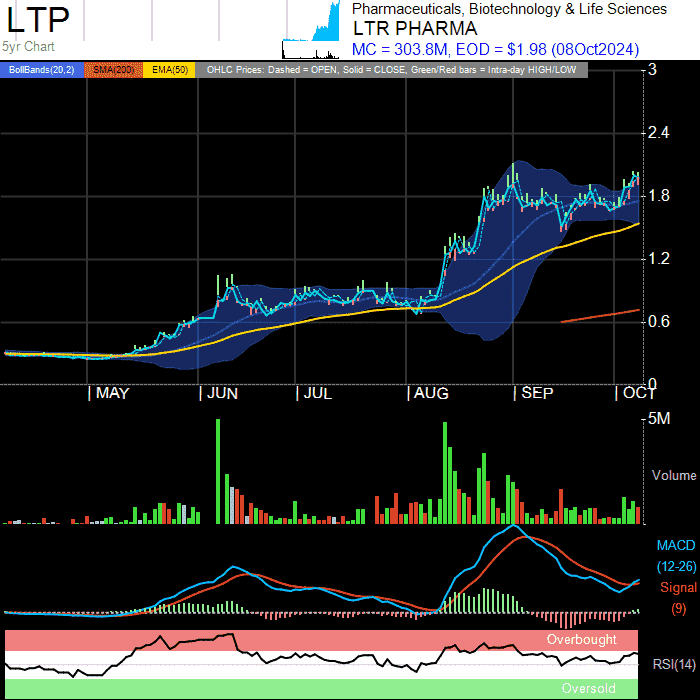 LTP
5yr Chart
Pharmaceuticals, Biotechnology & Life Sciences
LTR PHARMA
MC = 303.8M, EOD = $1.98 (08Oct2024)
BollBands(20,2) SMA(200) EMA(50) OHLC Prices: Dashed = OPEN, Solid = CLOSE, Green/Red bars = Intra-day HIGH/LOW
3
2.4
1.8
1.2
0.6
0
MAY JUN JUL AUG SEP OCT
5M
Volume
MACD
(12-26)
Signal
(9)
Overbought
RSI(14)
Oversold